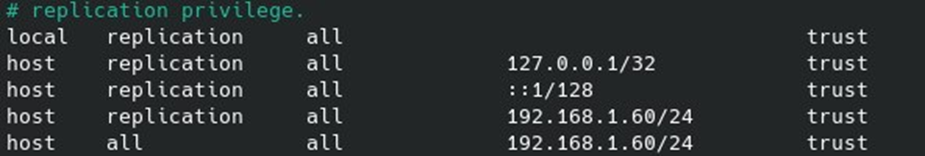 # replication privilege.
local   replication     all                                     trust
host    replication     all             127.0.0.1/32            trust
host    replication     all             ::1/128                 trust
host    replication     all             192.168.1.60/24         trust
host    all             all             192.168.1.60/24         trust